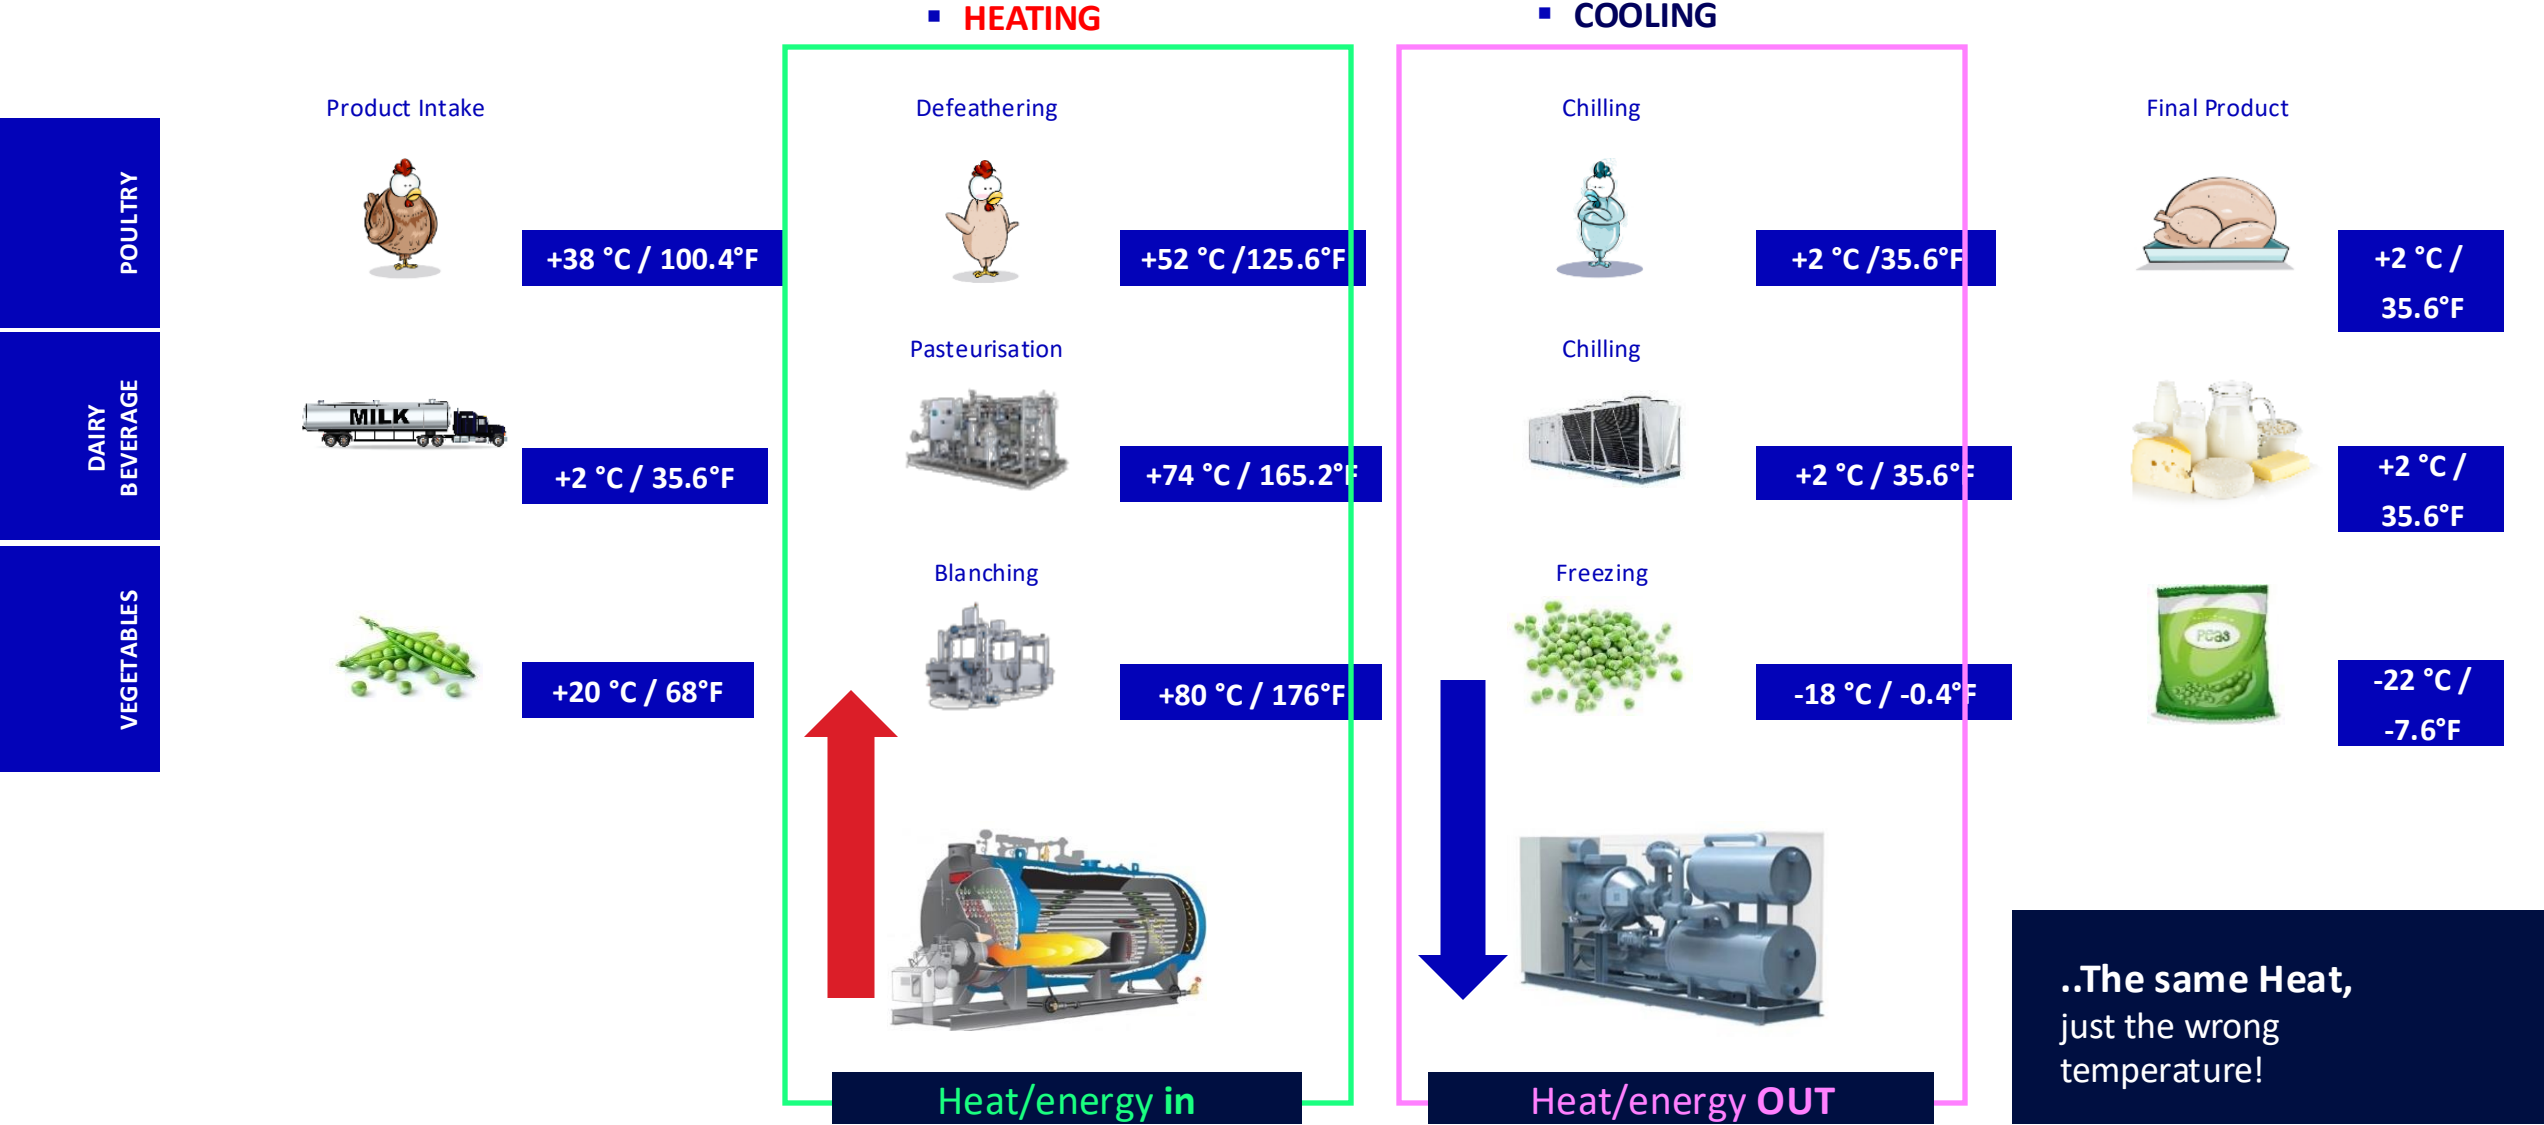 ▪ HEATING
▪ COOLING
Product Intake
Defeathering
Chilling
Final Product
POULTRY
+38 °C / 100.4°F
+52 °C /125.6°F
+2 °C /35.6°F
+2 °C /
35.6°F
Pasteurisation
Chilling
DAIRY
BEVERAGE
MILK
+2 °C / 35.6°F
+74 °C / 165.2°F
+2 °C / 35.6°F
+2 °C /
35.6°F
Blanching
Freezing
VEGETABLES
Peas
+20 °C / 68°F
+80 °C / 176°F
-18 °C / -0.4°F
-22 °C /
-7.6°F
..The same Heat,
just the wrong
temperature!
Heat/energy in
Heat/energy OUT